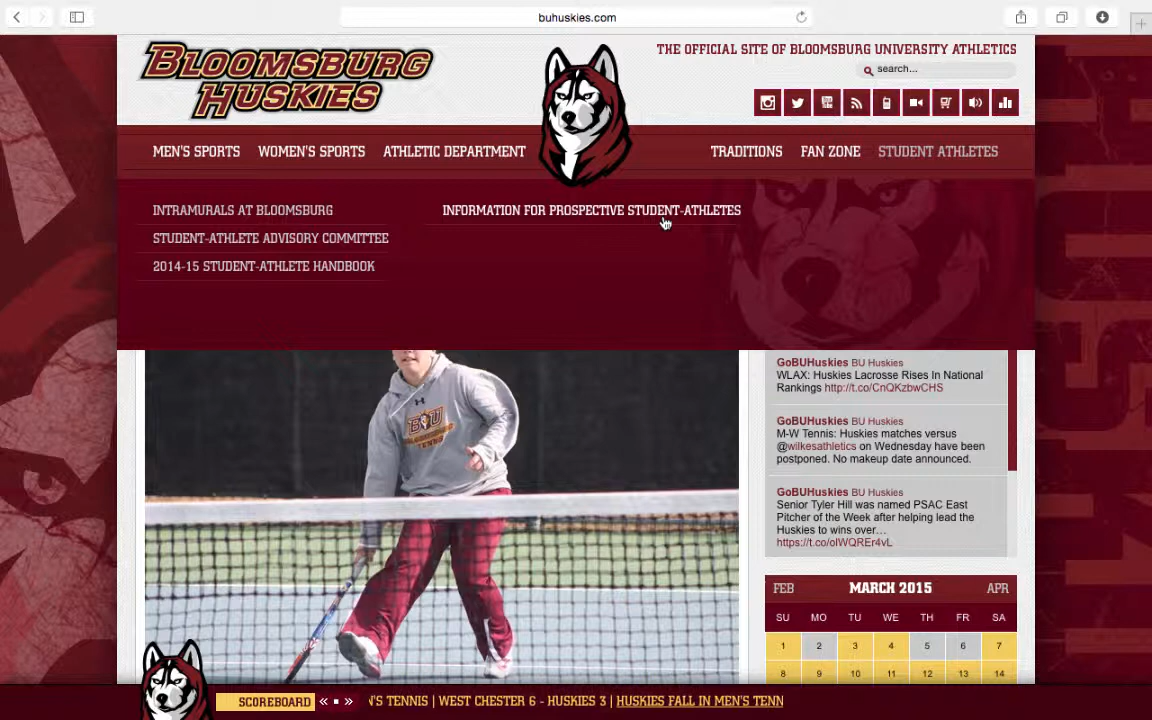 buhuskies.com
BLOOMSBURG
HUSKIES
THE OFFICIAL SITE OF BLOOMSBURG UNIVERSITY ATHLETICS
search...
MEN'S SPORTS WOMEN'S SPORTS ATHLETIC DEPARTMENT TRADITIONS FAN ZONE STUDENT ATHLETES
INTRAMURALS AT BLOOMSBURG
STUDENT-ATHLETE ADVISORY COMMITTEE
2014-15 STUDENT-ATHLETE HANDBOOK
INFORMATION FOR PROSPECTIVE STUDENT-ATHLETES
BU
BLOOMSBURG
TENNIS
GoBUHuskies BU Huskies
WLAX: Huskies Lacrosse Rises In National
Rankings http://t.co/CnQKzbwCHS
GoBUHuskies BU Huskies
M-W Tennis: Huskies matches versus
@wilkesathletics on Wednesday have been
postponed. No makeup date announced.
GoBUHuskies BU Huskies
Senior Tyler Hill was named PSAC East
Pitcher of the Week after helping lead the
Huskies to wins over…
https://t.co/olWQREr4vL
FEB MARCH 2015 APR
SU MO TU WE TH FR SA
1 2 3 4 5 6 7
8 9 10 11 12 13 14
SCOREBOARD 'S TENNIS | WEST CHESTER 6 - HUSKIES 3 | HUSKIES FALL IN MEN'S TENN